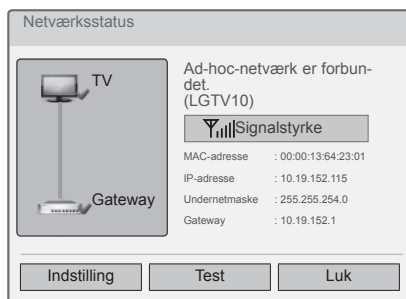 Netværksstatus
TV
Gateway
Ad-hoc-netværk er forbun-
det.
(LGTV10)
Signalstyrke
MAC-adresse : 00:00:13:64:23:01
IP-adresse : 10.19.152.115
Undernetmaske : 255.255.254.0
Gateway : 10.19.152.1
Indstilling Test Luk